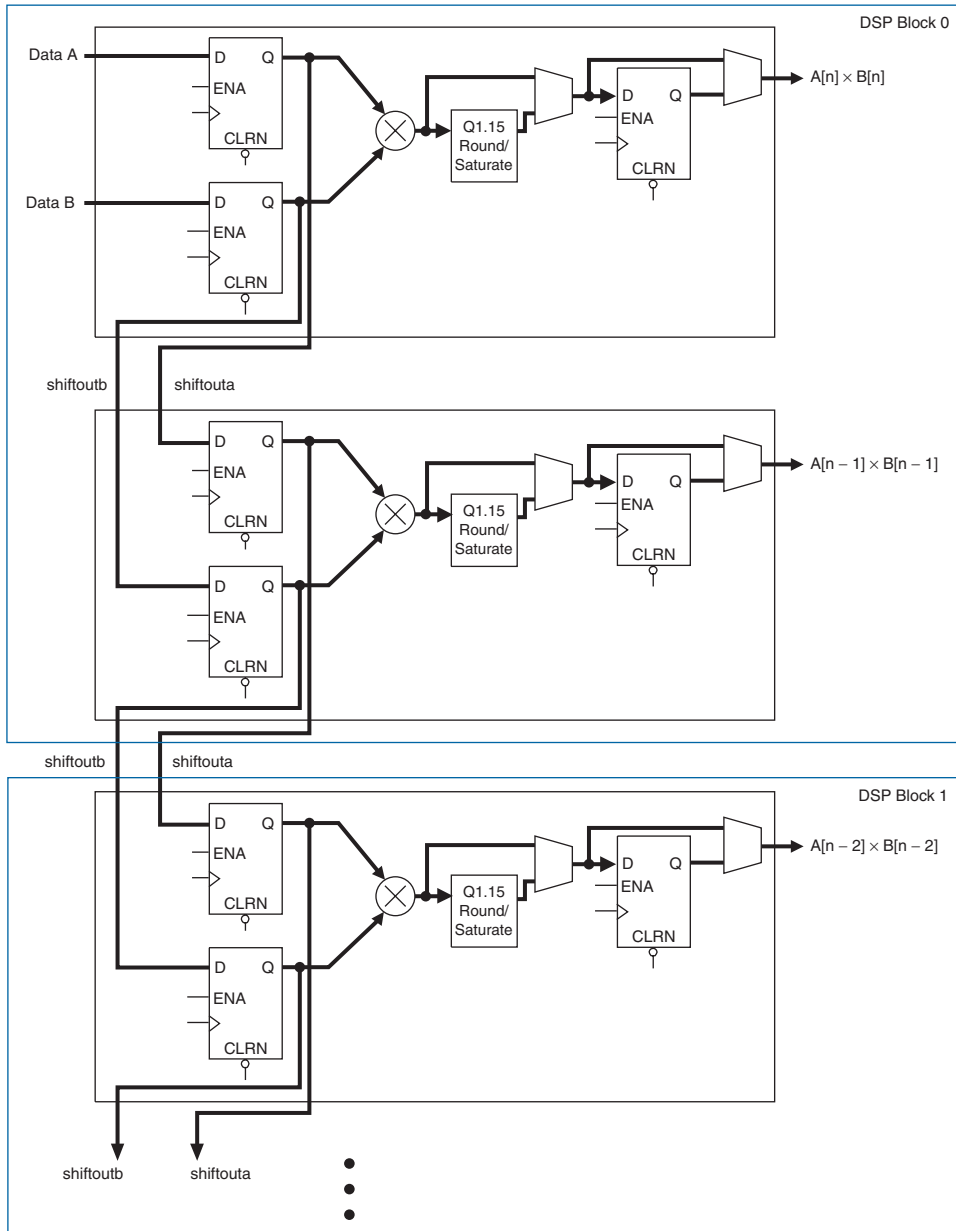 DSP Block 0
Data A
D Q
ENA
CLRN
Q1.15
Round/
Saturate
D Q
ENA
CLRN
A[n] × B[n]
Data B
D Q
ENA
CLRN
shiftoutb shiftouta
D Q
ENA
CLRN
Q1.15
Round/
Saturate
D Q
ENA
CLRN
A[n − 1] × B[n − 1]
D Q
ENA
CLRN
shiftoutb shiftouta
DSP Block 1
D Q
ENA
CLRN
Q1.15
Round/
Saturate
D Q
ENA
CLRN
A[n − 2] × B[n − 2]
D Q
ENA
CLRN
shiftoutb shiftouta